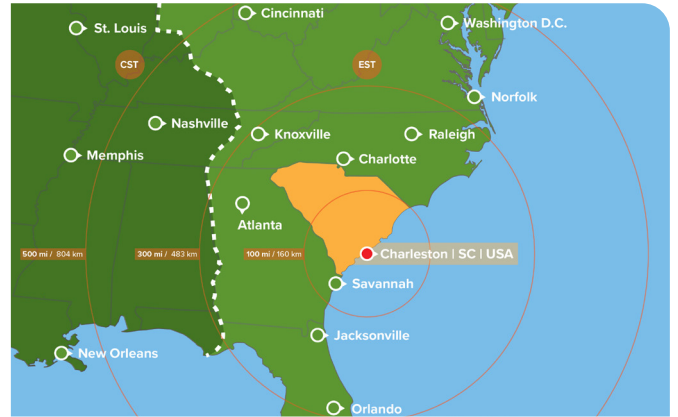 Cincinnati
St. Louis
Washington D.C.
CST
EST
Norfolk
Nashville
Knoxville
Raleigh
Memphis
Charlotte
Atlanta
500 mi / 804 km
300 mi / 483 km
100 mi / 160 km
Charleston | SC | USA
Savannah
Jacksonville
New Orleans
Orlando